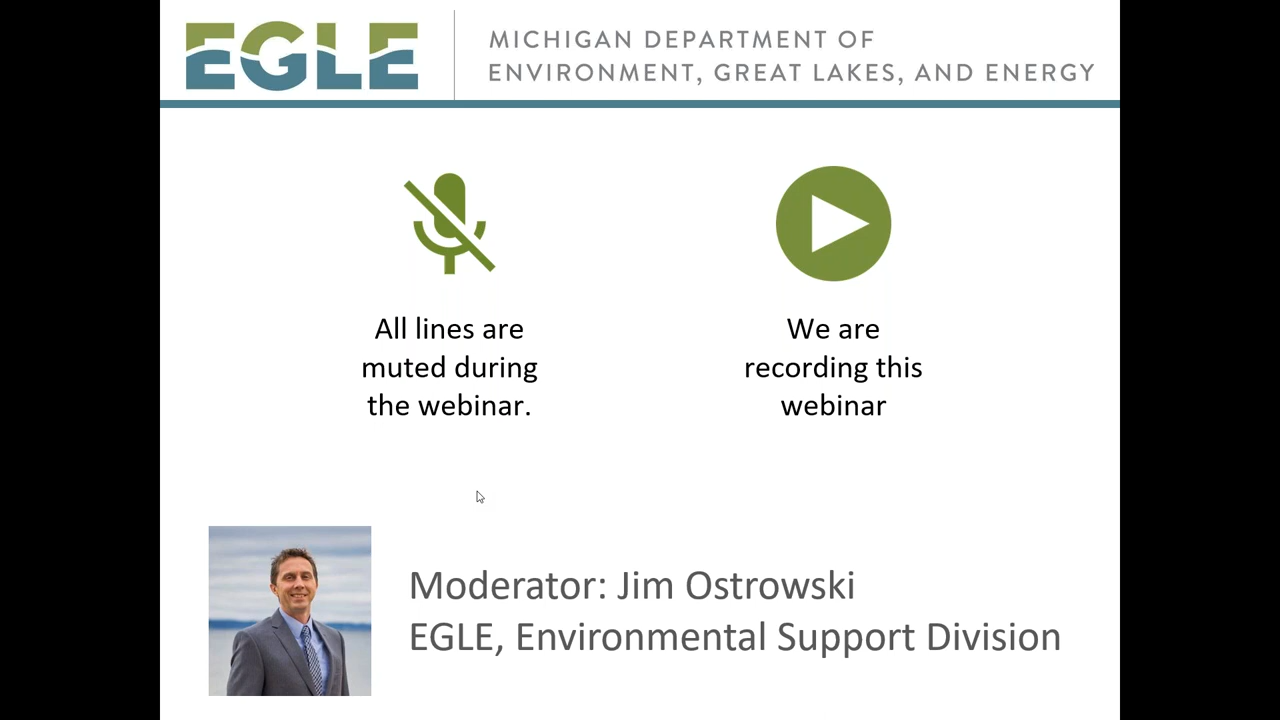 EGLE
MICHIGAN DEPARTMENT OF
ENVIRONMENT, GREAT LAKES, AND ENERGY
All lines are
muted during
the webinar.
We are
recording this
webinar
Moderator: Jim Ostrowski
EGLE, Environmental Support Division